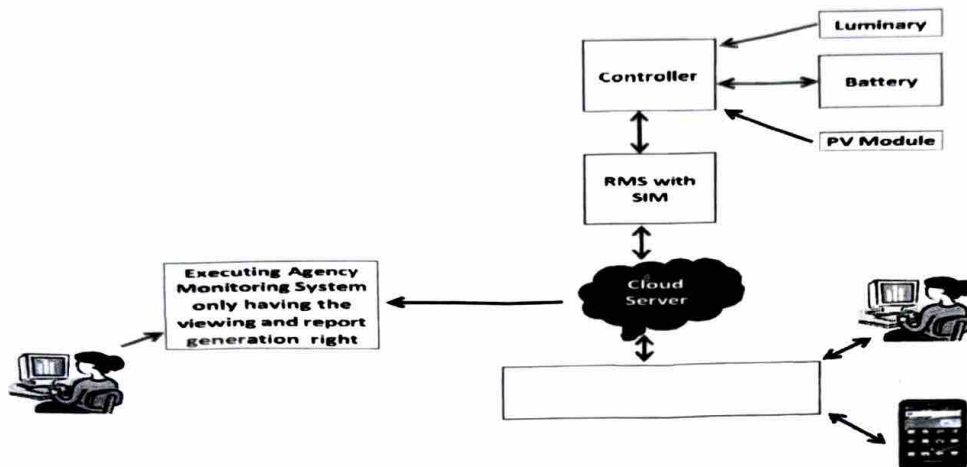 Luminary
Controller
Battery
PV Module
RMS with
SIM
Executing Agency
Monitoring System
only having the
viewing and report
generation right
Cloud
Server